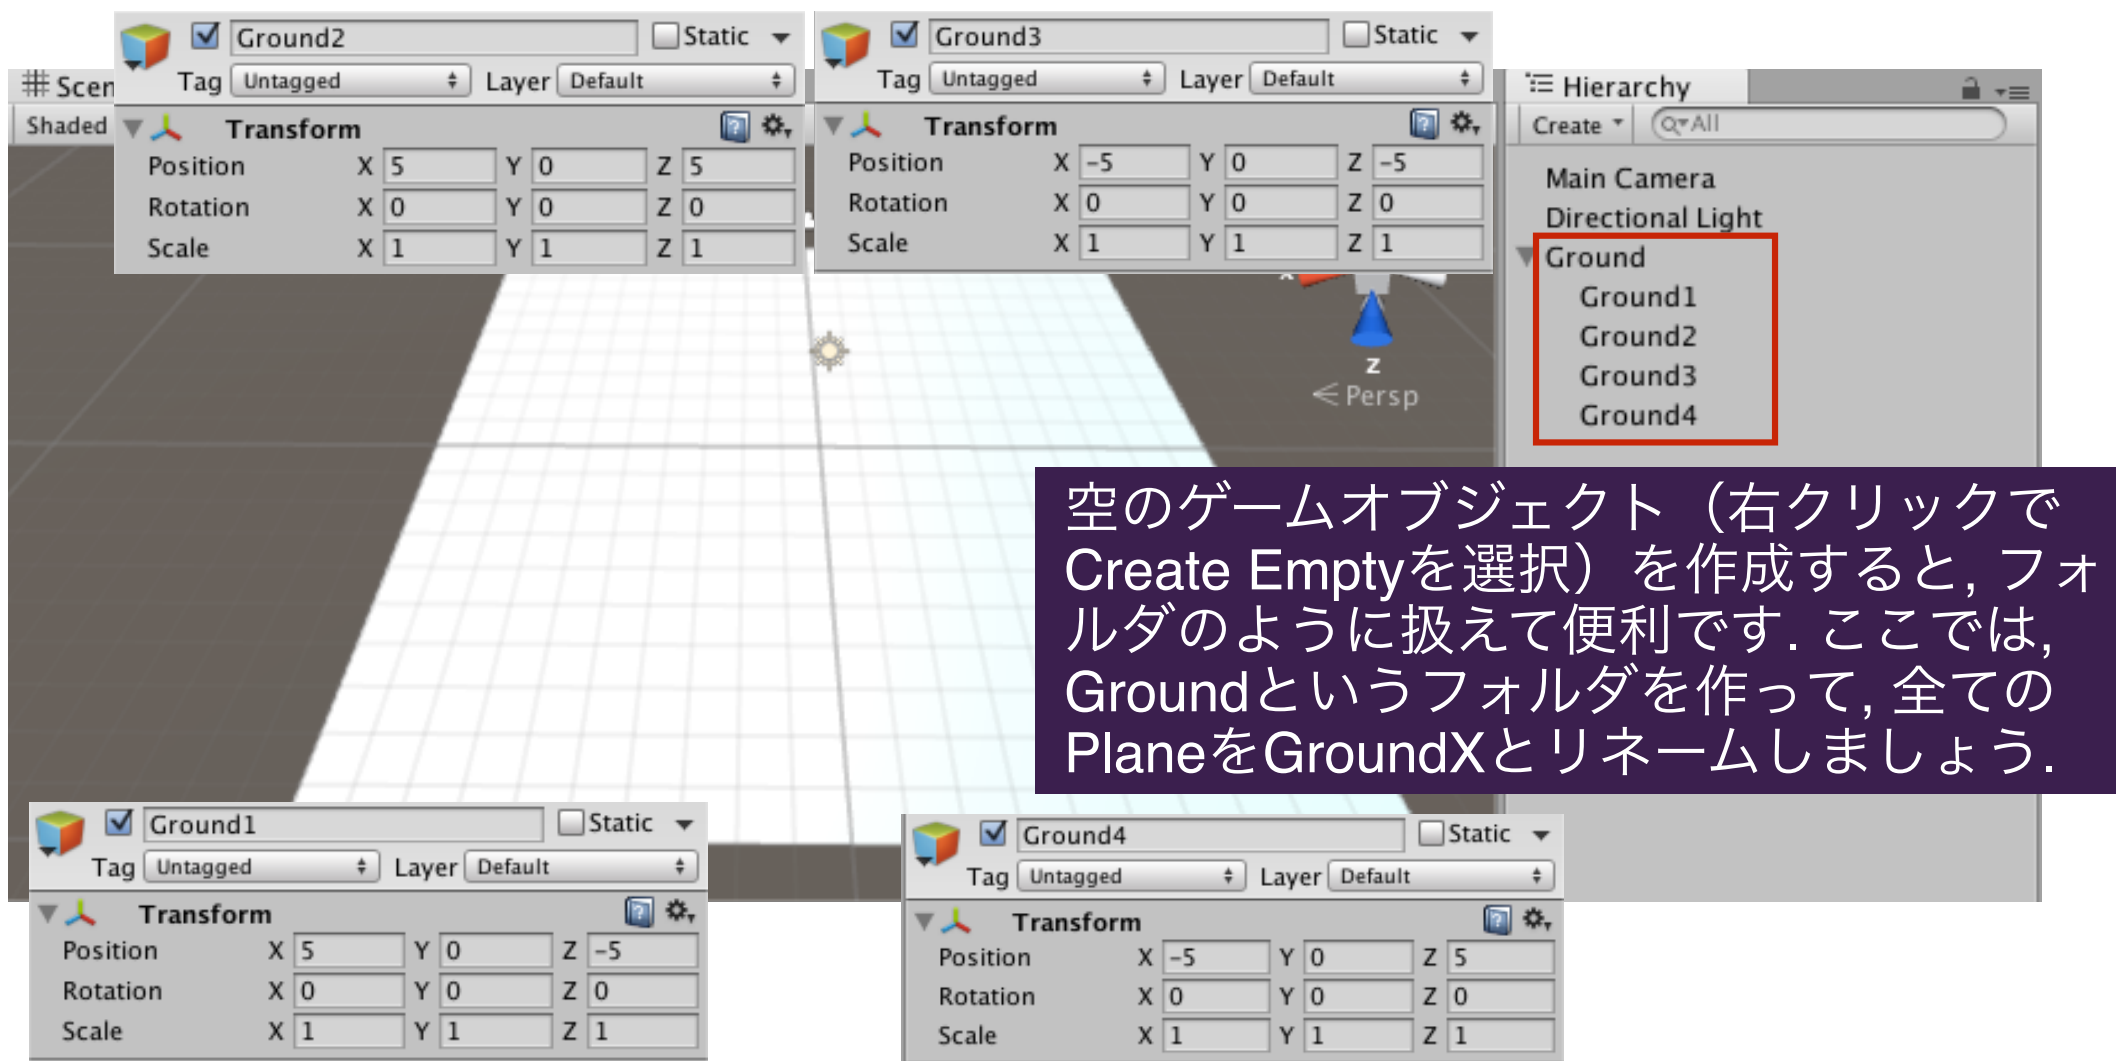 Ground2
Static
Tag Untagged Layer Default
Transform
Position X 5 Y 0 Z 5
Rotation X 0 Y 0 Z 0
Scale X 1 Y 1 Z 1
Ground3
Static
Tag Untagged Layer Default
Transform
Position X -5 Y 0 Z -5
Rotation X 0 Y 0 Z 0
Scale X 1 Y 1 Z 1
Scen
Shaded
z
Persp
Hierarchy
Create All
Main Camera
Directional Light
Ground
Ground1
Ground2
Ground3
Ground4
空のゲームオブジェクト（右クリックで
Create Emptyを選択）を作成すると, フォ
ルダのように扱えて便利です. ここでは,
Groundというフォルダを作って, 全ての
PlaneをGroundXとリネームしましょう.
Ground1
Static
Tag Untagged Layer Default
Transform
Position X 5 Y 0 Z -5
Rotation X 0 Y 0 Z 0
Scale X 1 Y 1 Z 1
Ground4
Static
Tag Untagged Layer Default
Transform
Position X -5 Y 0 Z 5
Rotation X 0 Y 0 Z 0
Scale X 1 Y 1 Z 1